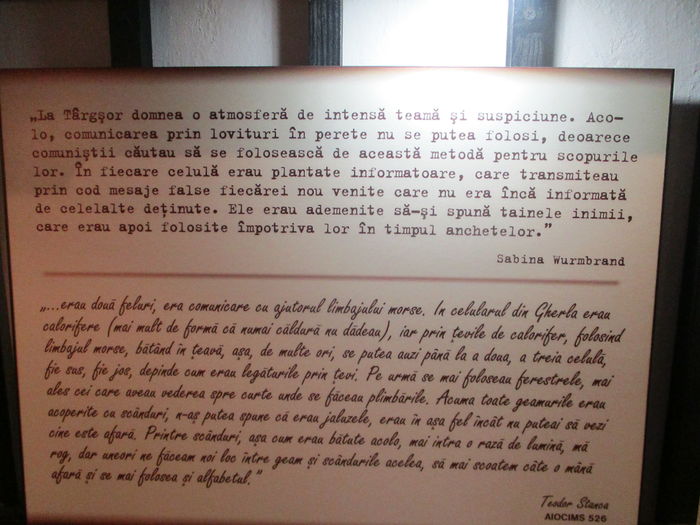 „La Târgşor domnea o atmosferă de intensă teamă şi suspiciune. Aco-
lo, comunicarea prin lovituri în perete nu se putea folosi, deoarece
comuniştii căutau să se folosească de această metodă pentru scopurile
lor. În fiecare celulă erau plantate informatoare, care transmiteau
prin cod mesaje false fiecărei nou venite care nu era încă informată
de celelalte deţinute. Ele erau ademenite să-şi spună tainele inimii,
care erau apoi folosite împotriva lor în timpul anchetelor.”
Sabina Wurmbrand
„...erau două feluri, era comunicare cu ajutorul limbajului morse. In celularul din Gherla erau
calorifere (mai mult de formă că numai căldură nu dădeau), iar prin ţevile de calorifer, folosind
limbajul morse, bătând în ţeavă, aşa, de multe ori, se putea auzi până la a doua, a treia celulă,
fie sus, fie jos, depinde cum erau legăturile prin ţevi. Pe urmă se mai foloseau ferestrele, mai
ales cei care aveau vederea spre curte unde se făceau plimbările. Acuma toate geamurile erau
acoperite cu scânduri, n-aş putea spune că erau jaluzele, erau în aşa fel încât nu puteai să vezi
cine este afară. Printre scânduri, aşa cum erau bătute acolo, mai intra o rază de lumină, mă
rog, dar uneori ne făceam noi loc între geam şi scândurile acelea, să mai scoatem câte o mână
afară şi se mai folosea şi alfabetul.”
Teodor Stanca
AIOCIMS 526